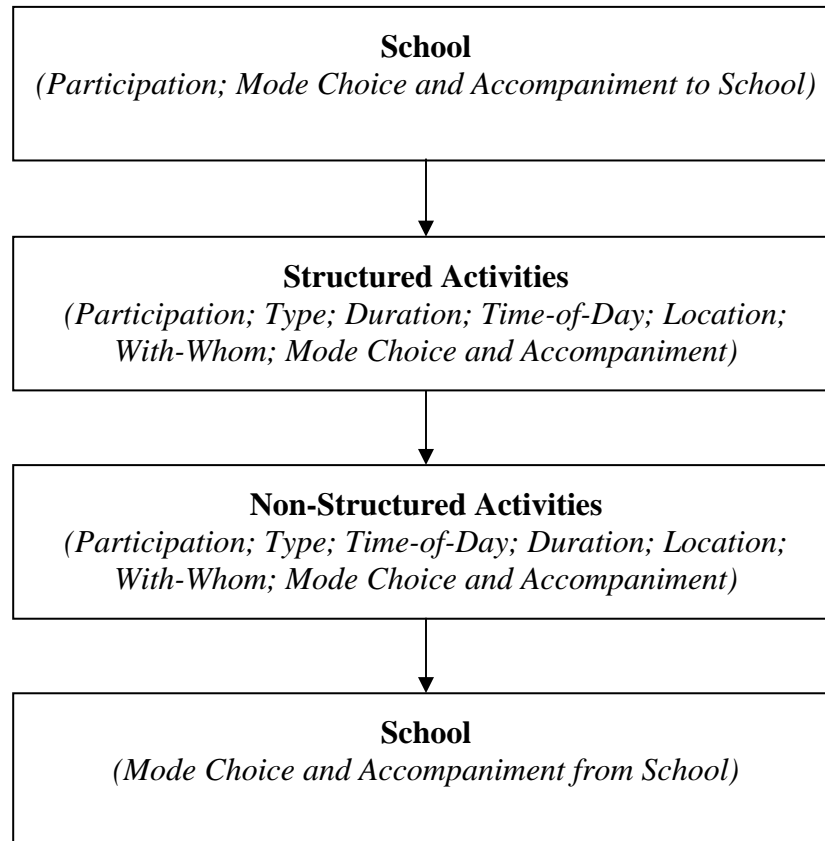 School
(Participation; Mode Choice and Accompaniment to School)
Structured Activities
(Participation; Type; Duration; Time-of-Day; Location;
With-Whom; Mode Choice and Accompaniment)
Non-Structured Activities
(Participation; Type; Time-of-Day; Duration; Location;
With-Whom; Mode Choice and Accompaniment)
School
(Mode Choice and Accompaniment from School)